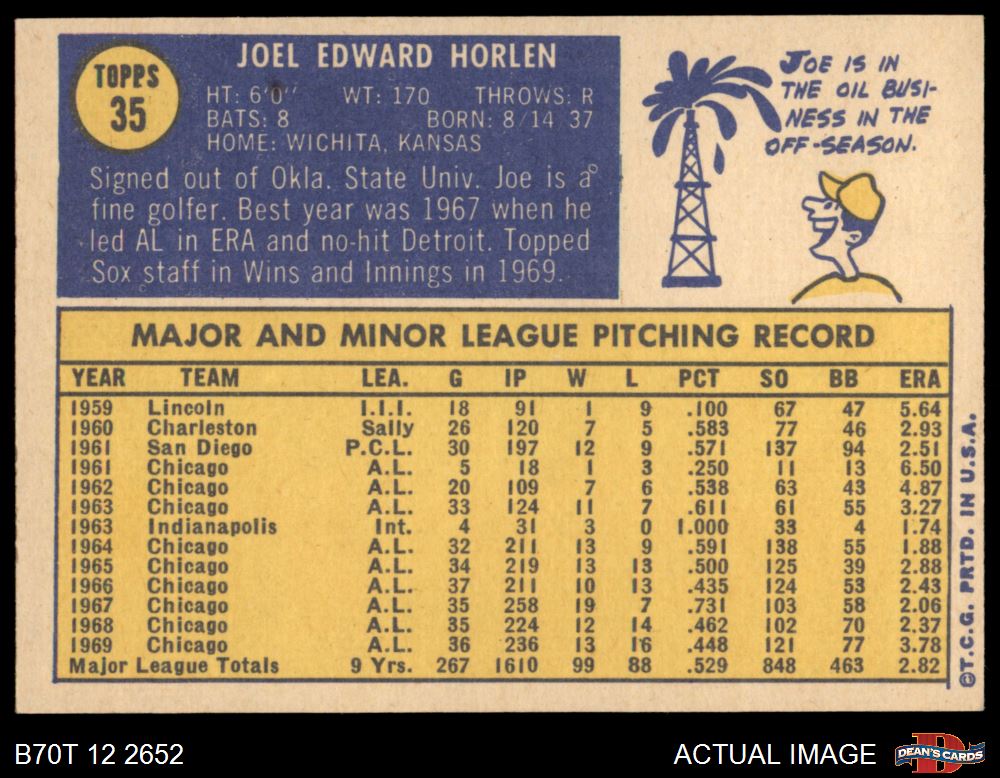 TOPPS
35
JOEL EDWARD HORLEN
HT: 6'0" WT: 170 THROWS: R
BATS: 8 BORN: 8/14 37
HOME: WICHITA, KANSAS
Signed out of Okla. State Univ. Joe is a
fine golfer. Best year was 1967 when he
led AL in ERA and no-hit Detroit. Topped
Sox staff in Wins and Innings in 1969.
JOE IS IN
THE OIL BUSI-
NESS IN THE
OFF-SEASON.
MAJOR AND MINOR LEAGUE PITCHING RECORD
YEAR TEAM LEA. G IP W L PCT SO BB ERA
1959 Lincoln I.I.I. 18 91 1 9 .100 67 47 5.64
1960 Charleston Sally 26 120 7 5 .583 77 46 2.93
1961 San Diego P.C.L. 30 197 12 9 .571 137 94 2.51
1961 Chicago A.L. 5 18 1 3 .250 11 13 6.50
1962 Chicago A.L. 20 109 7 6 .538 63 43 4.87
1963 Chicago A.L. 33 124 11 7 .611 61 55 3.27
1963 Indianapolis Int. 4 31 3 0 1.000 33 4 1.74
1964 Chicago A.L. 32 211 13 9 .591 138 55 1.88
1965 Chicago A.L. 34 219 13 13 .500 125 39 2.88
1966 Chicago A.L. 37 211 10 13 .435 124 53 2.43
1967 Chicago A.L. 35 258 19 7 .731 103 58 2.06
1968 Chicago A.L. 35 224 12 14 .462 102 70 2.37
1969 Chicago A.L. 36 236 13 16 .448 121 77 3.78
Major League Totals 9 Yrs. 267 1610 99 88 .529 848 463 2.82
©T.C.G. PRTD. IN U.S.A.
B70T 12 2652
ACTUAL IMAGE
DEAN'S CARDS